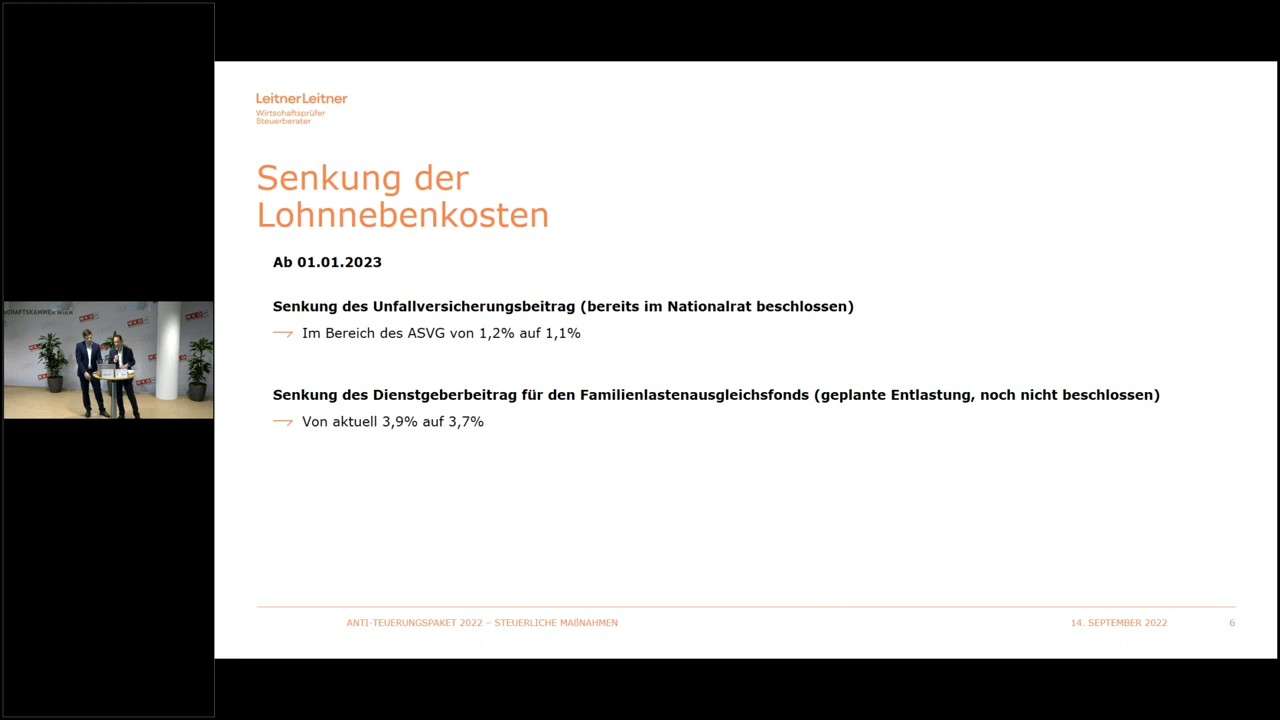 LeitnerLeitner
Wirtschaftsprüfer
Steuerberater
Senkung der
Lohnnebenkosten
Ab 01.01.2023
Senkung des Unfallversicherungsbeitrag (bereits im Nationalrat beschlossen)
Im Bereich des ASVG von 1,2% auf 1,1%
Senkung des Dienstgeberbeitrag für den Familienlastenausgleichsfonds (geplante Entlastung, noch nicht beschlossen)
Von aktuell 3,9% auf 3,7%
ANTI-TEUERUNGSPAKET 2022 – STEUERLICHE MAßNAHMEN
14. SEPTEMBER 2022
6